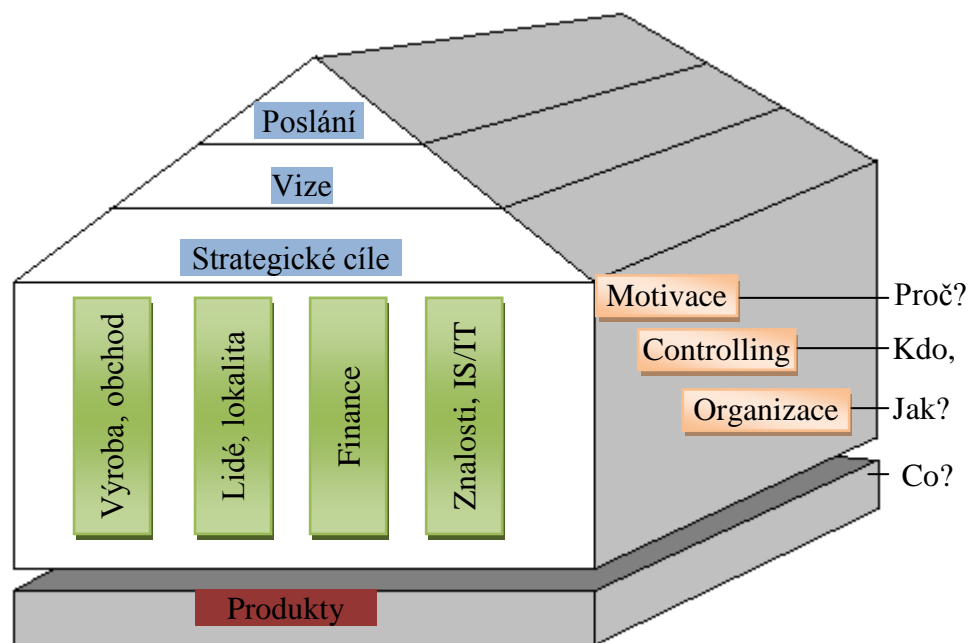 Poslání
Vize
Strategické cíle
Výroba, obchod
Lidé, lokalita
Finance
Znalosti, IS/IT
Motivace
Proč?
Controlling
Kdo,
Organizace
Jak?
Co?
Produkty